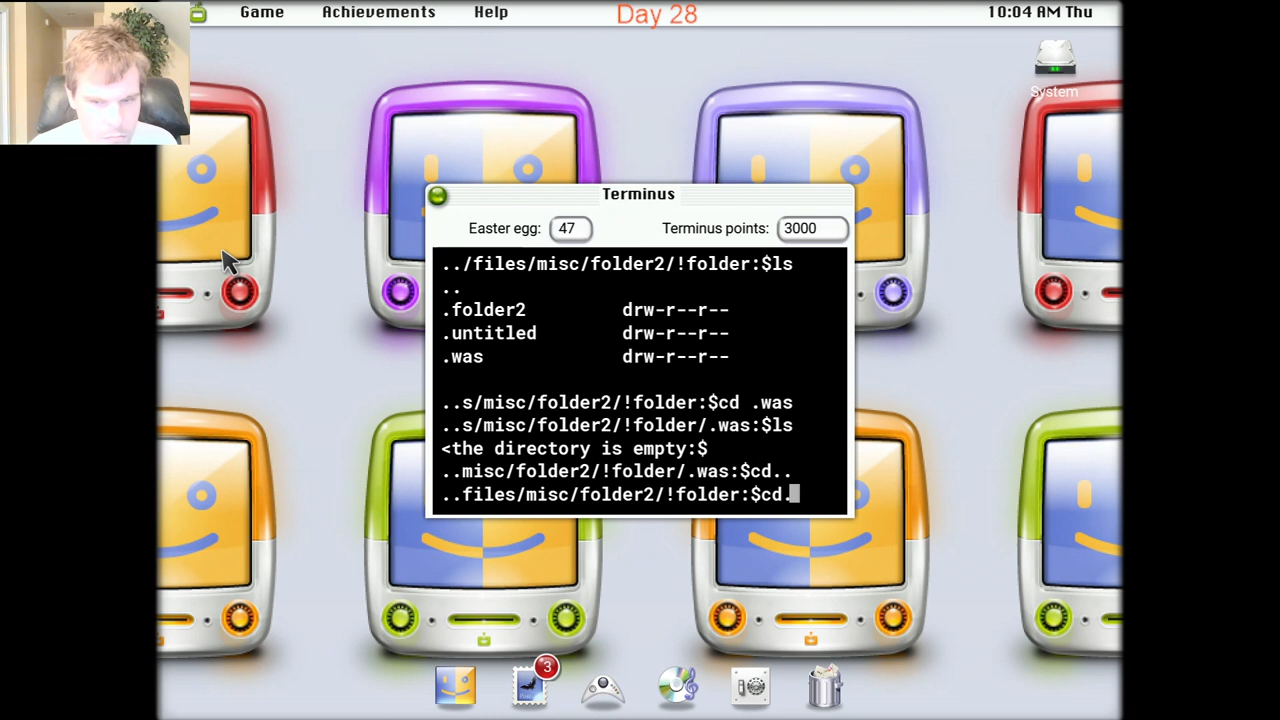 Game Achievements Help Day 28 10:04 AM Thu
System
Terminus
Easter egg: 47 Terminus points: 3000
../files/misc/folder2/!folder:$ls
..
.folder2 drw-r--r--
.untitled drw-r--r--
.was drw-r--r--
..s/misc/folder2/!folder:$cd .was
..s/misc/folder2/!folder/.was:$ls
<the directory is empty:$
..misc/folder2/!folder/.was:$cd..
..files/misc/folder2/!folder:$cd.
3